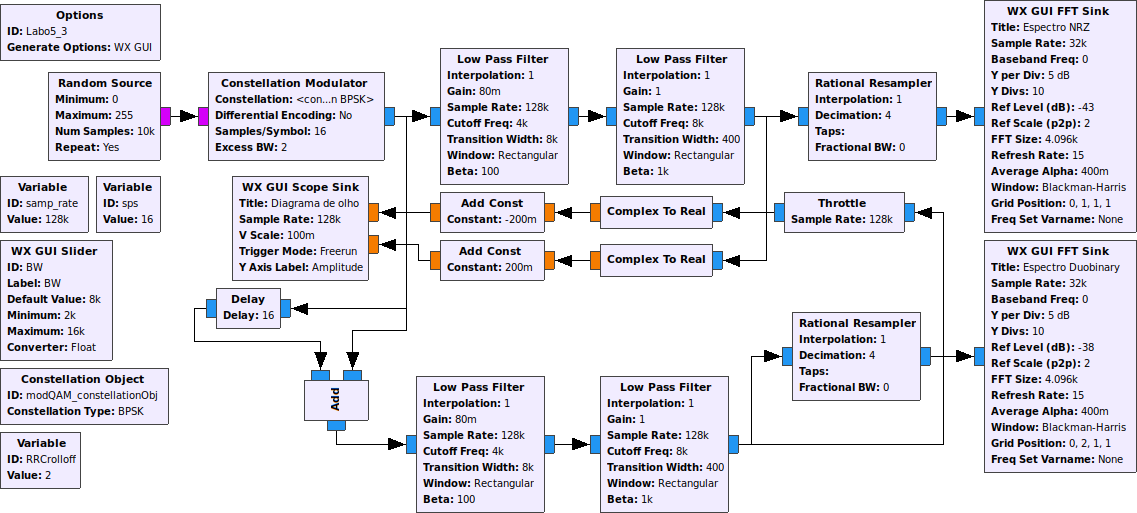 Options
ID: Labo5_3
Generate Options: WX GUI
Random Source
Minimum: 0
Maximum: 255
Num Samples: 10k
Repeat: Yes
Constellation Modulator
Constellation: <con...n BPSK>
Differential Encoding: No
Samples/Symbol: 16
Excess BW: 2
Low Pass Filter
Interpolation: 1
Gain: 80m
Sample Rate: 128k
Cutoff Freq: 4k
Transition Width: 8k
Window: Rectangular
Beta: 100
Low Pass Filter
Interpolation: 1
Gain: 1
Sample Rate: 128k
Cutoff Freq: 8k
Transition Width: 400
Window: Rectangular
Beta: 1k
Rational Resampler
Interpolation: 1
Decimation: 4
Taps:
Fractional BW: 0
WX GUI FFT Sink
Title: Espectro NRZ
Sample Rate: 32k
Baseband Freq: 0
Y per Div: 5 dB
Y Divs: 10
Ref Level (dB): -43
Ref Scale (p2p): 2
FFT Size: 4.096k
Refresh Rate: 15
Average Alpha: 400m
Window: Blackman-Harris
Grid Position: 0, 1, 1, 1
Freq Set Varname: None
Variable
ID: samp_rate
Value: 128k
Variable
ID: sps
Value: 16
WX GUI Scope Sink
Title: Diagrama de olho
Sample Rate: 128k
V Scale: 100m
Trigger Mode: Freerun
Y Axis Label: Amplitude
Add Const
Constant: -200m
Complex To Real
Throttle
Sample Rate: 128k
Add Const
Constant: 200m
Complex To Real
WX GUI Slider
ID: BW
Label: BW
Default Value: 8k
Minimum: 2k
Maximum: 16k
Converter: Float
Delay
Delay: 16
WX GUI FFT Sink
Title: Espectro Duobinary
Sample Rate: 32k
Baseband Freq: 0
Y per Div: 5 dB
Y Divs: 10
Ref Level (dB): -38
Ref Scale (p2p): 2
FFT Size: 4.096k
Refresh Rate: 15
Average Alpha: 400m
Window: Blackman-Harris
Grid Position: 0, 2, 1, 1
Freq Set Varname: None
Rational Resampler
Interpolation: 1
Decimation: 4
Taps:
Fractional BW: 0
Constellation Object
ID: modQAM_constellationObj
Constellation Type: BPSK
Add
Low Pass Filter
Interpolation: 1
Gain: 80m
Sample Rate: 128k
Cutoff Freq: 4k
Transition Width: 8k
Window: Rectangular
Beta: 100
Low Pass Filter
Interpolation: 1
Gain: 1
Sample Rate: 128k
Cutoff Freq: 8k
Transition Width: 400
Window: Rectangular
Beta: 1k
Variable
ID: RRCrolloff
Value: 2